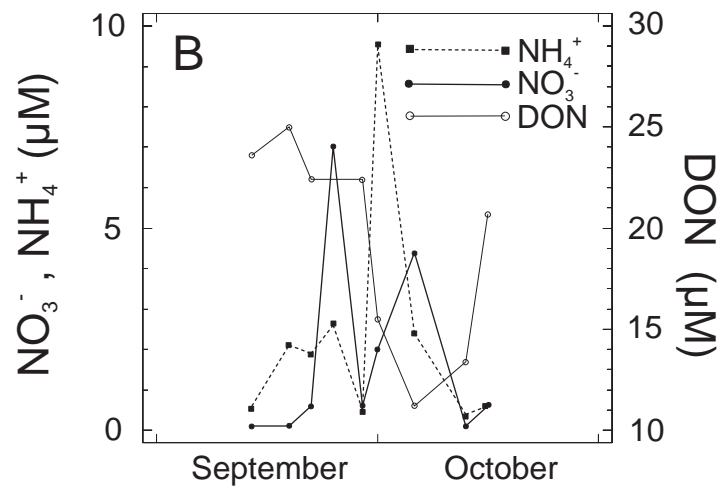 B
NH₄⁺
NO₃⁻
DON
10
5
0
30
25
20
15
10
NO₃⁻ , NH₄⁺ (µM)
DON (µM)
September October